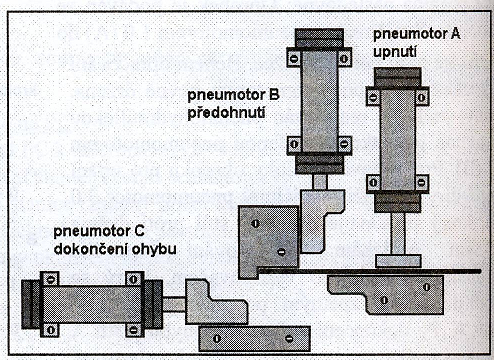 pneumotor A
upnutí
pneumotor B
předohnutí
pneumotor C
dokončení ohybu